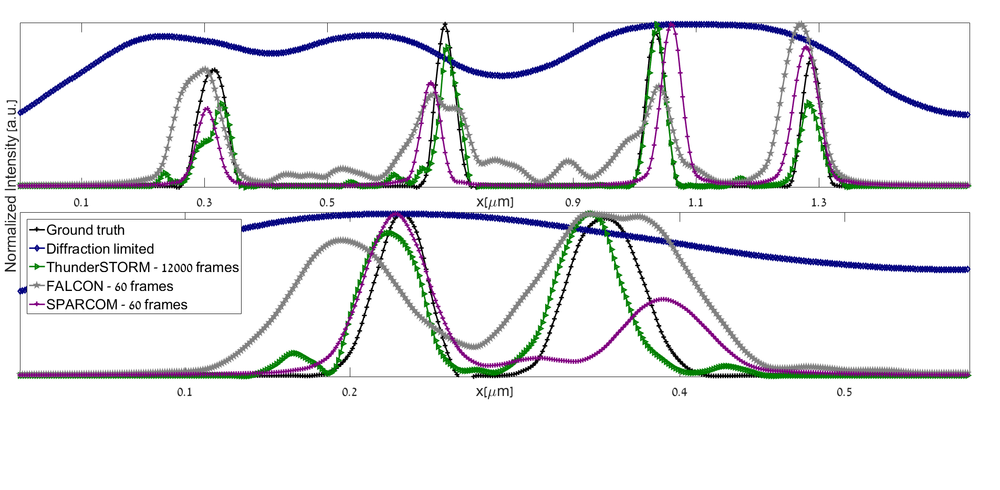 Normalized Intensity [a.u.]
0.1 0.3 0.5 x[μm] 0.9 1.1 1.3
Ground truth
Diffraction limited
ThunderSTORM - 12000 frames
FALCON - 60 frames
SPARCOM - 60 frames
0.1 0.2 x[μm] 0.4 0.5